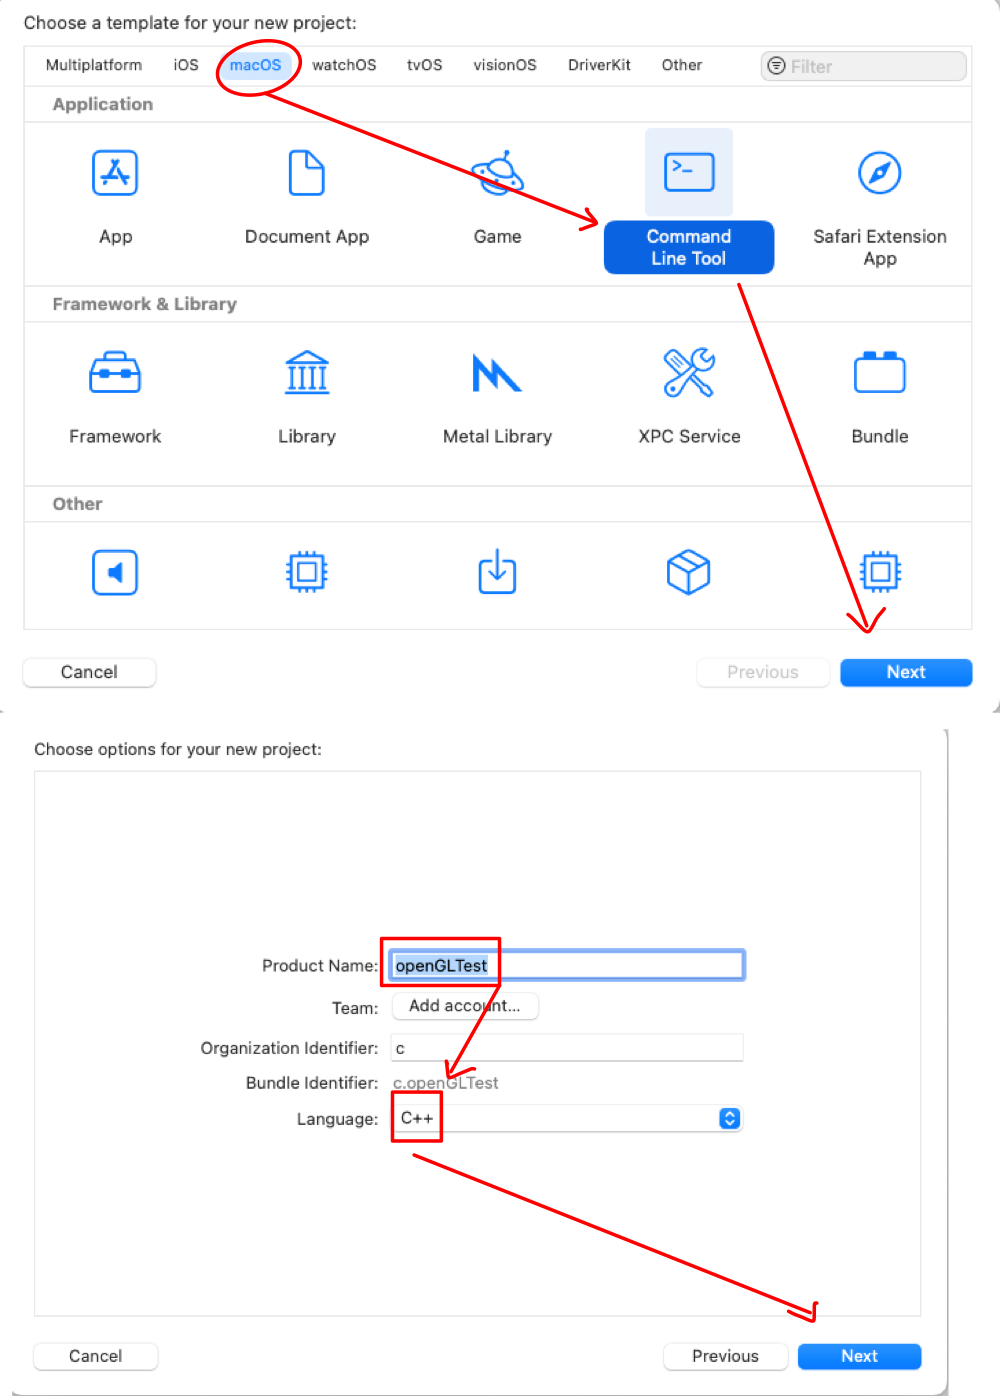 Choose a template for your new project:
Multiplatform iOS macOS watchOS tvOS visionOS DriverKit Other Filter
Application
App Document App Game Command Line Tool Safari Extension App
Framework & Library
Framework Library Metal Library XPC Service Bundle
Other
Cancel Previous Next
Choose options for your new project:
Product Name: openGLTest
Team: Add account...
Organization Identifier: c
Bundle Identifier: c.openGLTest
Language: C++
Cancel Previous Next